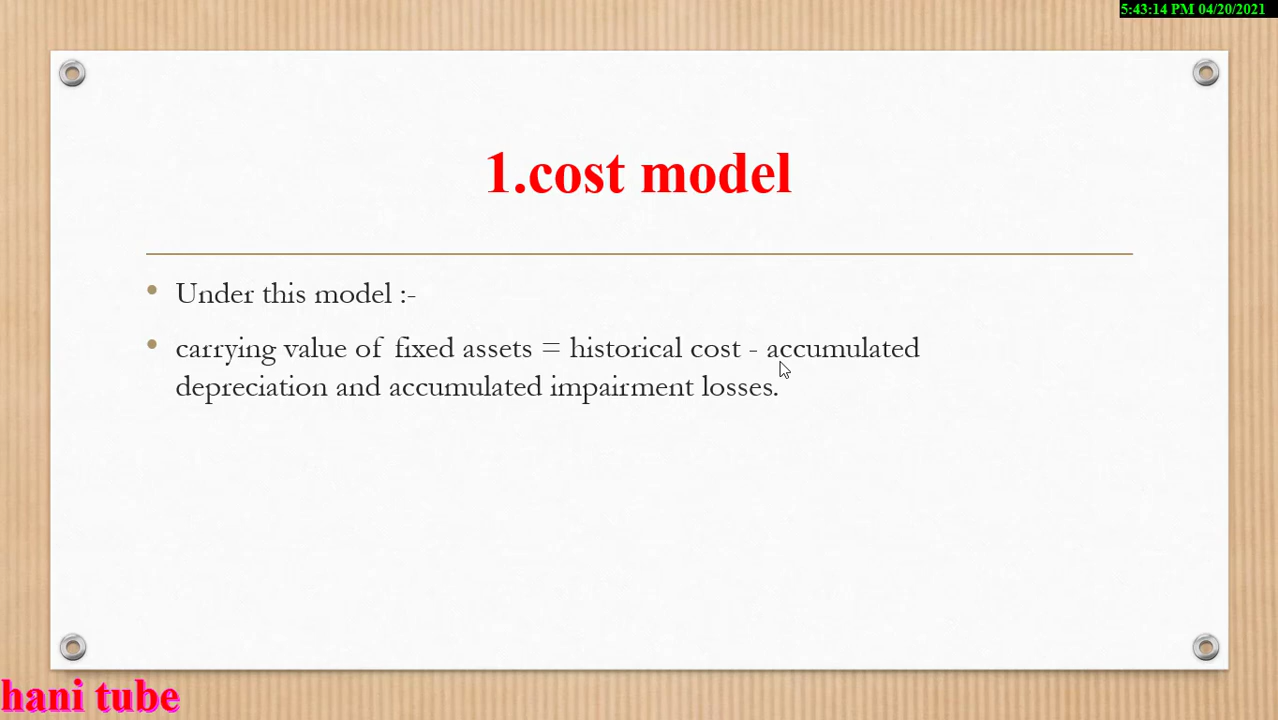 5:43:14 PM 04/20/2021
1.cost model
Under this model :-
carrying value of fixed assets = historical cost - accumulated
depreciation and accumulated impairment losses.
hani tube